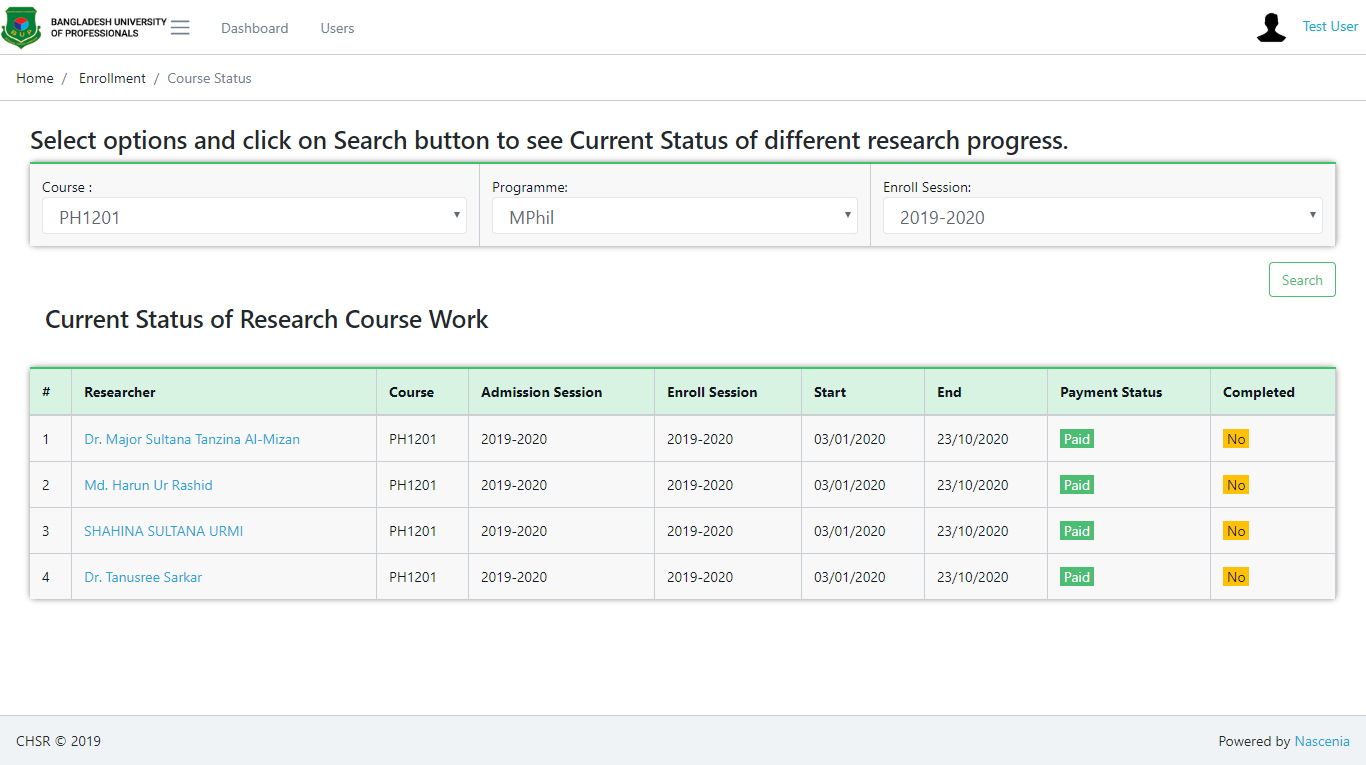 BANGLADESH UNIVERSITY
OF PROFESSIONALS
Dashboard Users Test User
Home / Enrollment / Course Status
Select options and click on Search button to see Current Status of different research progress.
Course : Programme: Enroll Session:
PH1201 MPhil 2019-2020
Search
Current Status of Research Course Work
# Researcher Course Admission Session Enroll Session Start End Payment Status Completed
1 Dr. Major Sultana Tanzina Al-Mizan PH1201 2019-2020 2019-2020 03/01/2020 23/10/2020 Paid No
2 Md. Harun Ur Rashid PH1201 2019-2020 2019-2020 03/01/2020 23/10/2020 Paid No
3 SHAHINA SULTANA URMI PH1201 2019-2020 2019-2020 03/01/2020 23/10/2020 Paid No
4 Dr. Tanusree Sarkar PH1201 2019-2020 2019-2020 03/01/2020 23/10/2020 Paid No
CHSR © 2019 Powered by Nascenia